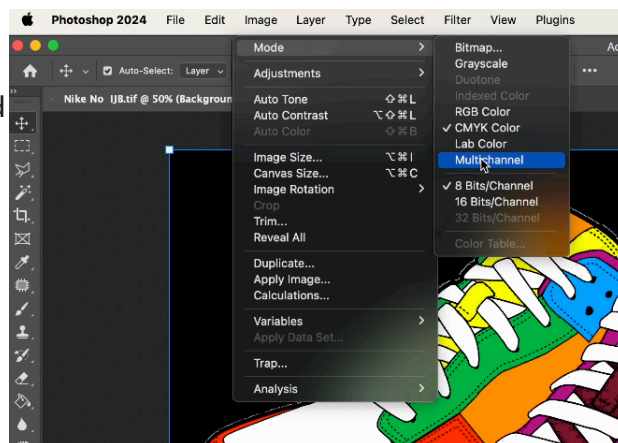 Photoshop 2024 File Edit Image Layer Type Select Filter View Plugins
Auto-Select: Layer
Nike No IJB.tif @ 50% (Backgroun
Mode >
Adjustments >
Auto Tone ⇧⌘L
Auto Contrast ⌥⇧⌘L
Auto Color ⇧⌘B
Image Size... ⌥⌘I
Canvas Size... ⌥⌘C
Image Rotation >
Crop
Trim...
Reveal All
Duplicate...
Apply Image...
Calculations...
Variables >
Apply Data Set...
Trap...
Analysis >
Bitmap...
Grayscale
Duotone
Indexed Color
RGB Color
✓ CMYK Color
Lab Color
Multichannel
✓ 8 Bits/Channel
16 Bits/Channel
32 Bits/Channel
Color Table...